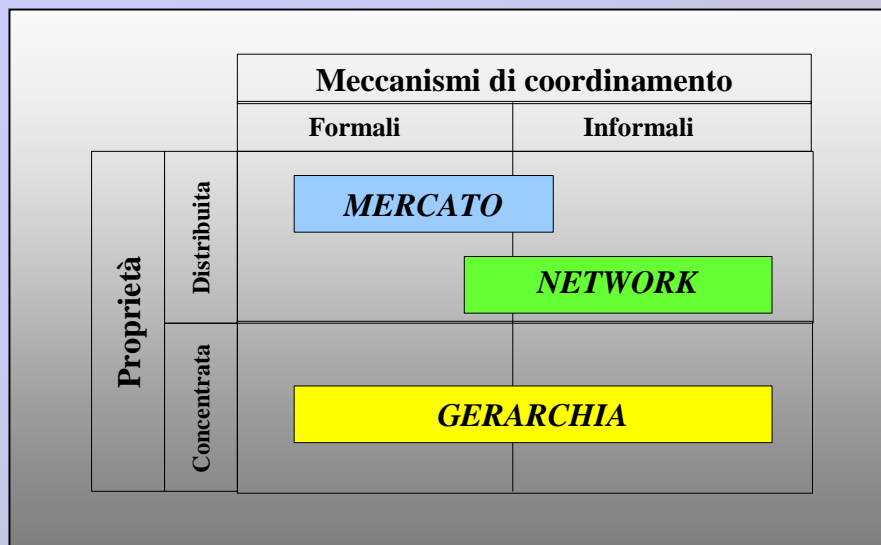 Meccanismi di coordinamento
Formali
Informali
Proprietà
Distribuita
MERCATO
NETWORK
Concentrata
GERARCHIA